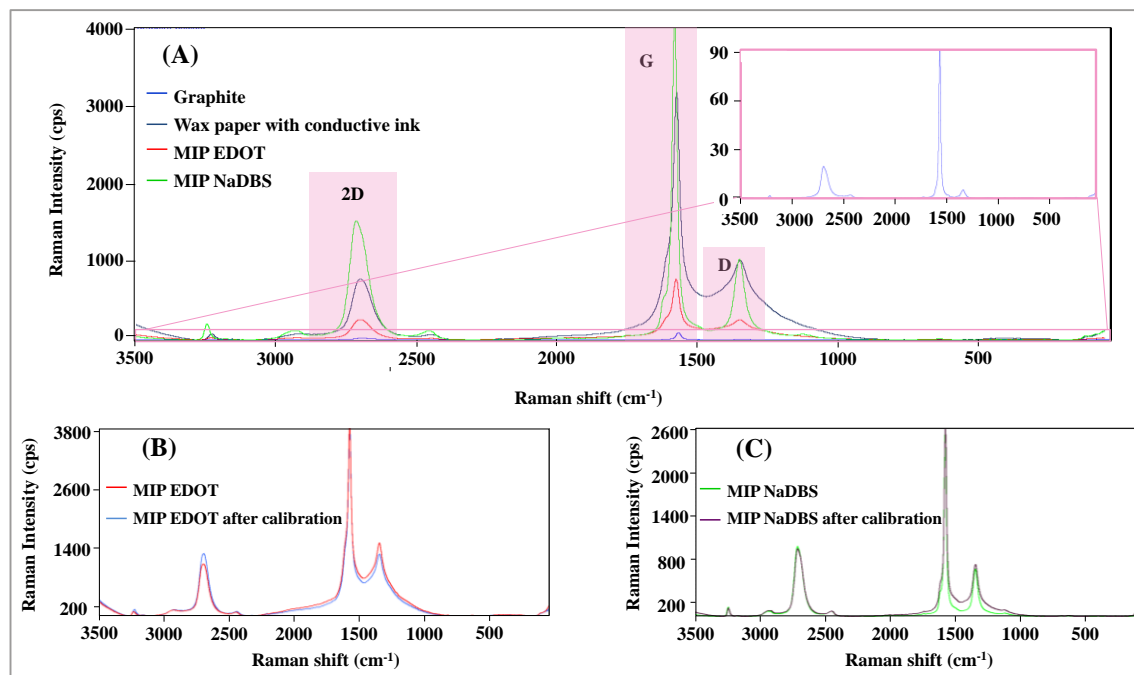 (A)
4000
3000
2000
1000
0
Raman Intensity (cps)
Graphite
Wax paper with conductive ink
MIP EDOT
MIP NaDBS
2D
G
D
90
60
30
0
3500 3000 2500 2000 1500 1000 500
3500 3000 2500 2000 1500 1000 500
Raman shift (cm-1)
(B)
3800
2600
1400
200
Raman Intensity (cps)
MIP EDOT
MIP EDOT after calibration
3500 3000 2500 2000 1500 1000 500
Raman shift (cm-1)
(C)
2600
2000
1400
800
200
Raman Intensity (cps)
MIP NaDBS
MIP NaDBS after calibration
3500 3000 2500 2000 1500 1000 500
Raman shift (cm-1)